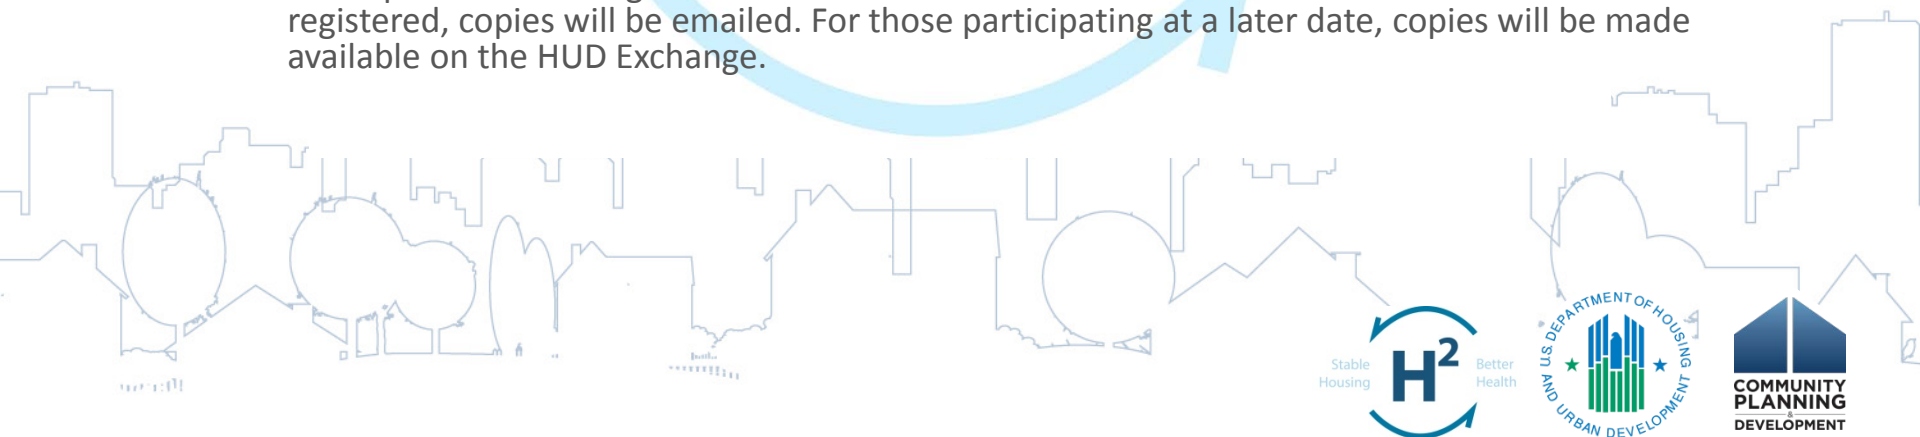 registered, copies will be emailed. For those participating at a later date, copies will be made
available on the HUD Exchange.
Stable
Housing
H²
Better
Health
U.S. DEPARTMENT OF HOUSING
AND URBAN DEVELOPMENT
COMMUNITY
PLANNING
&
DEVELOPMENT